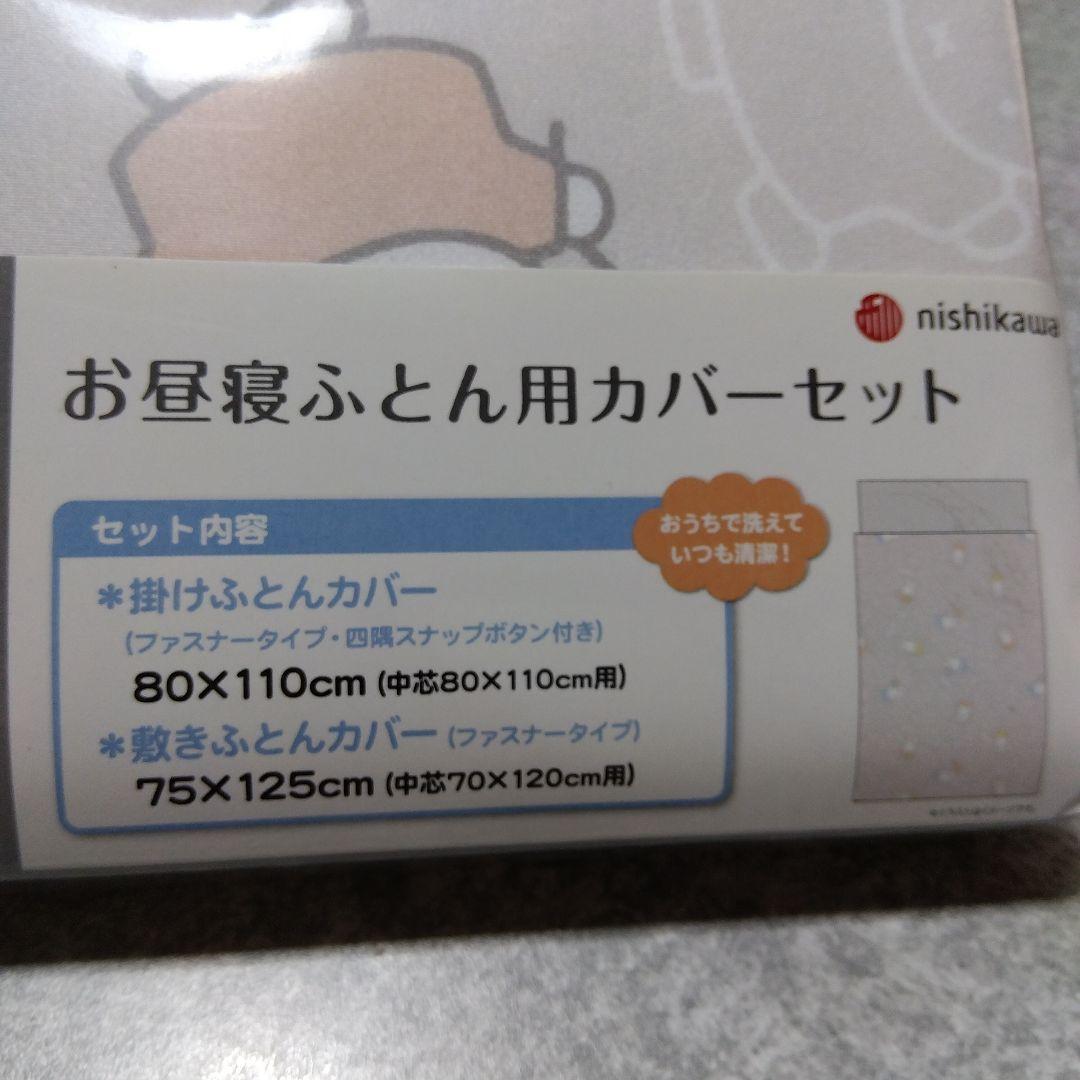 nishikawa
お昼寝ふとん用カバーセット
セット内容
おうちで洗えて
いつも清潔!
*掛けふとんカバー
(ファスナータイプ・四隅スナップボタン付き)
80×110cm (中芯80×110cm用)
*敷きふとんカバー (ファスナータイプ)
75×125cm (中芯70×120cm用)